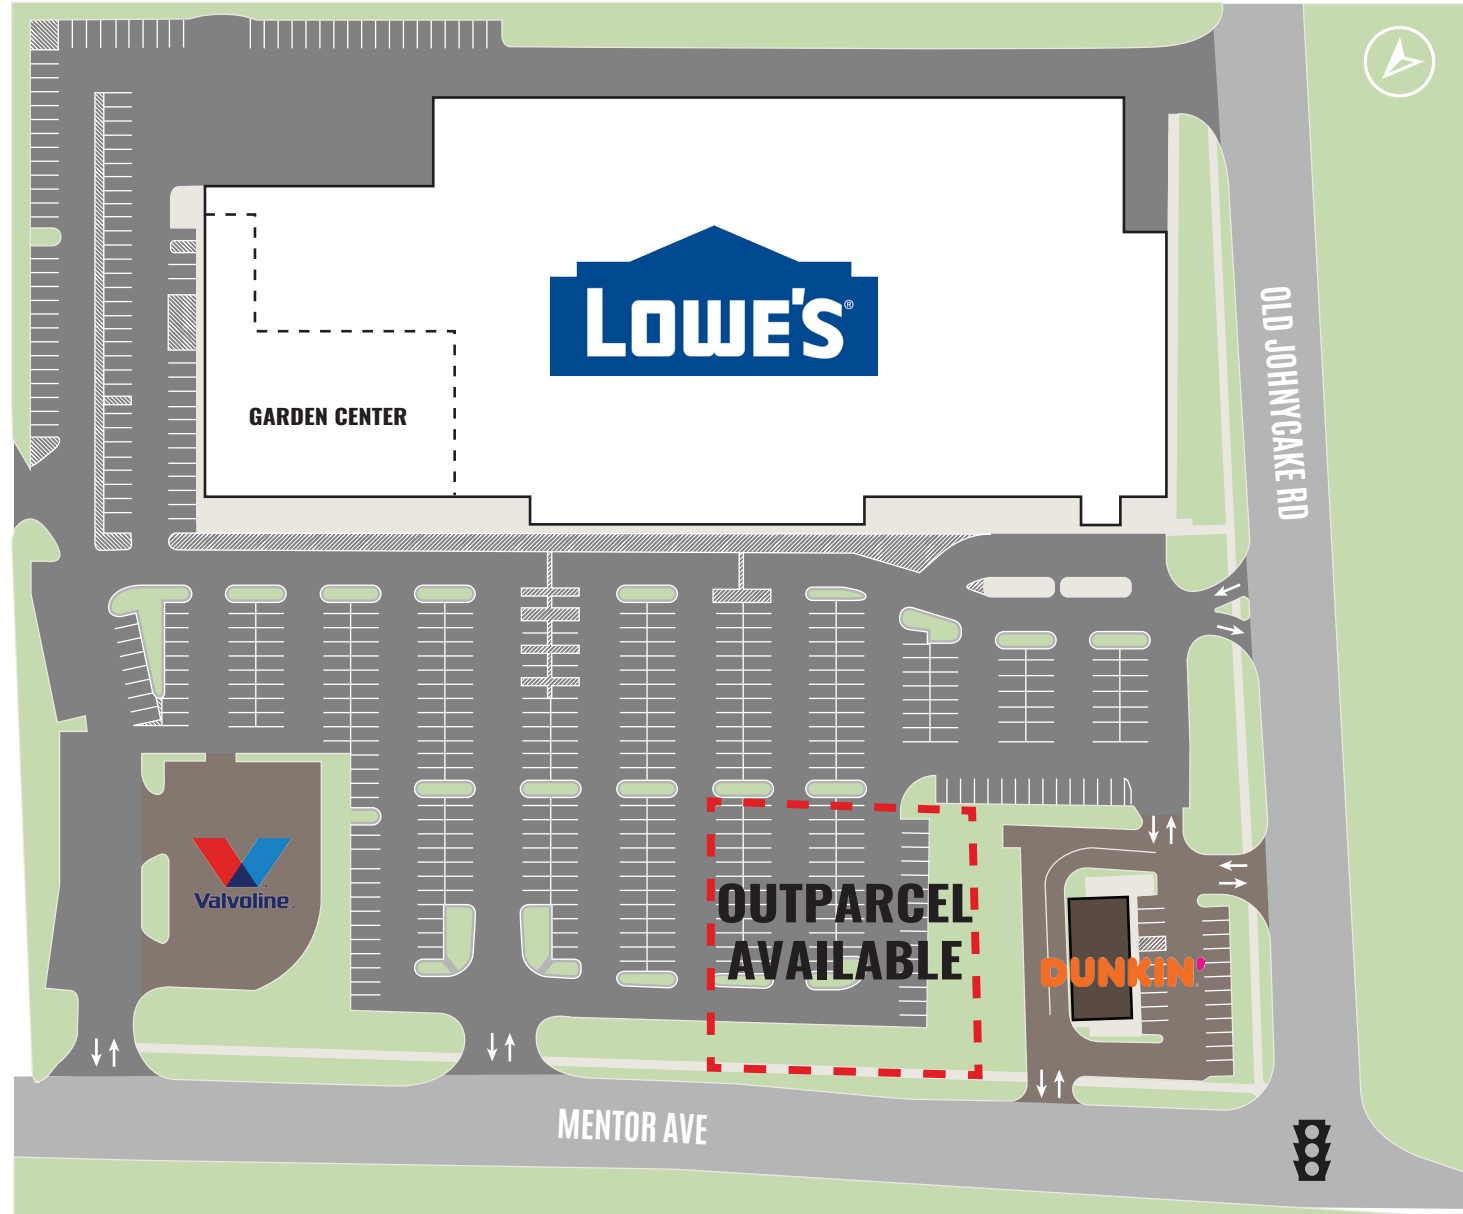 LOWE'S®
OLD JOHNYCAKE RD
GARDEN CENTER
Valvoline
OUTPARCEL
AVAILABLE
DUNKIN'
MENTOR AVE